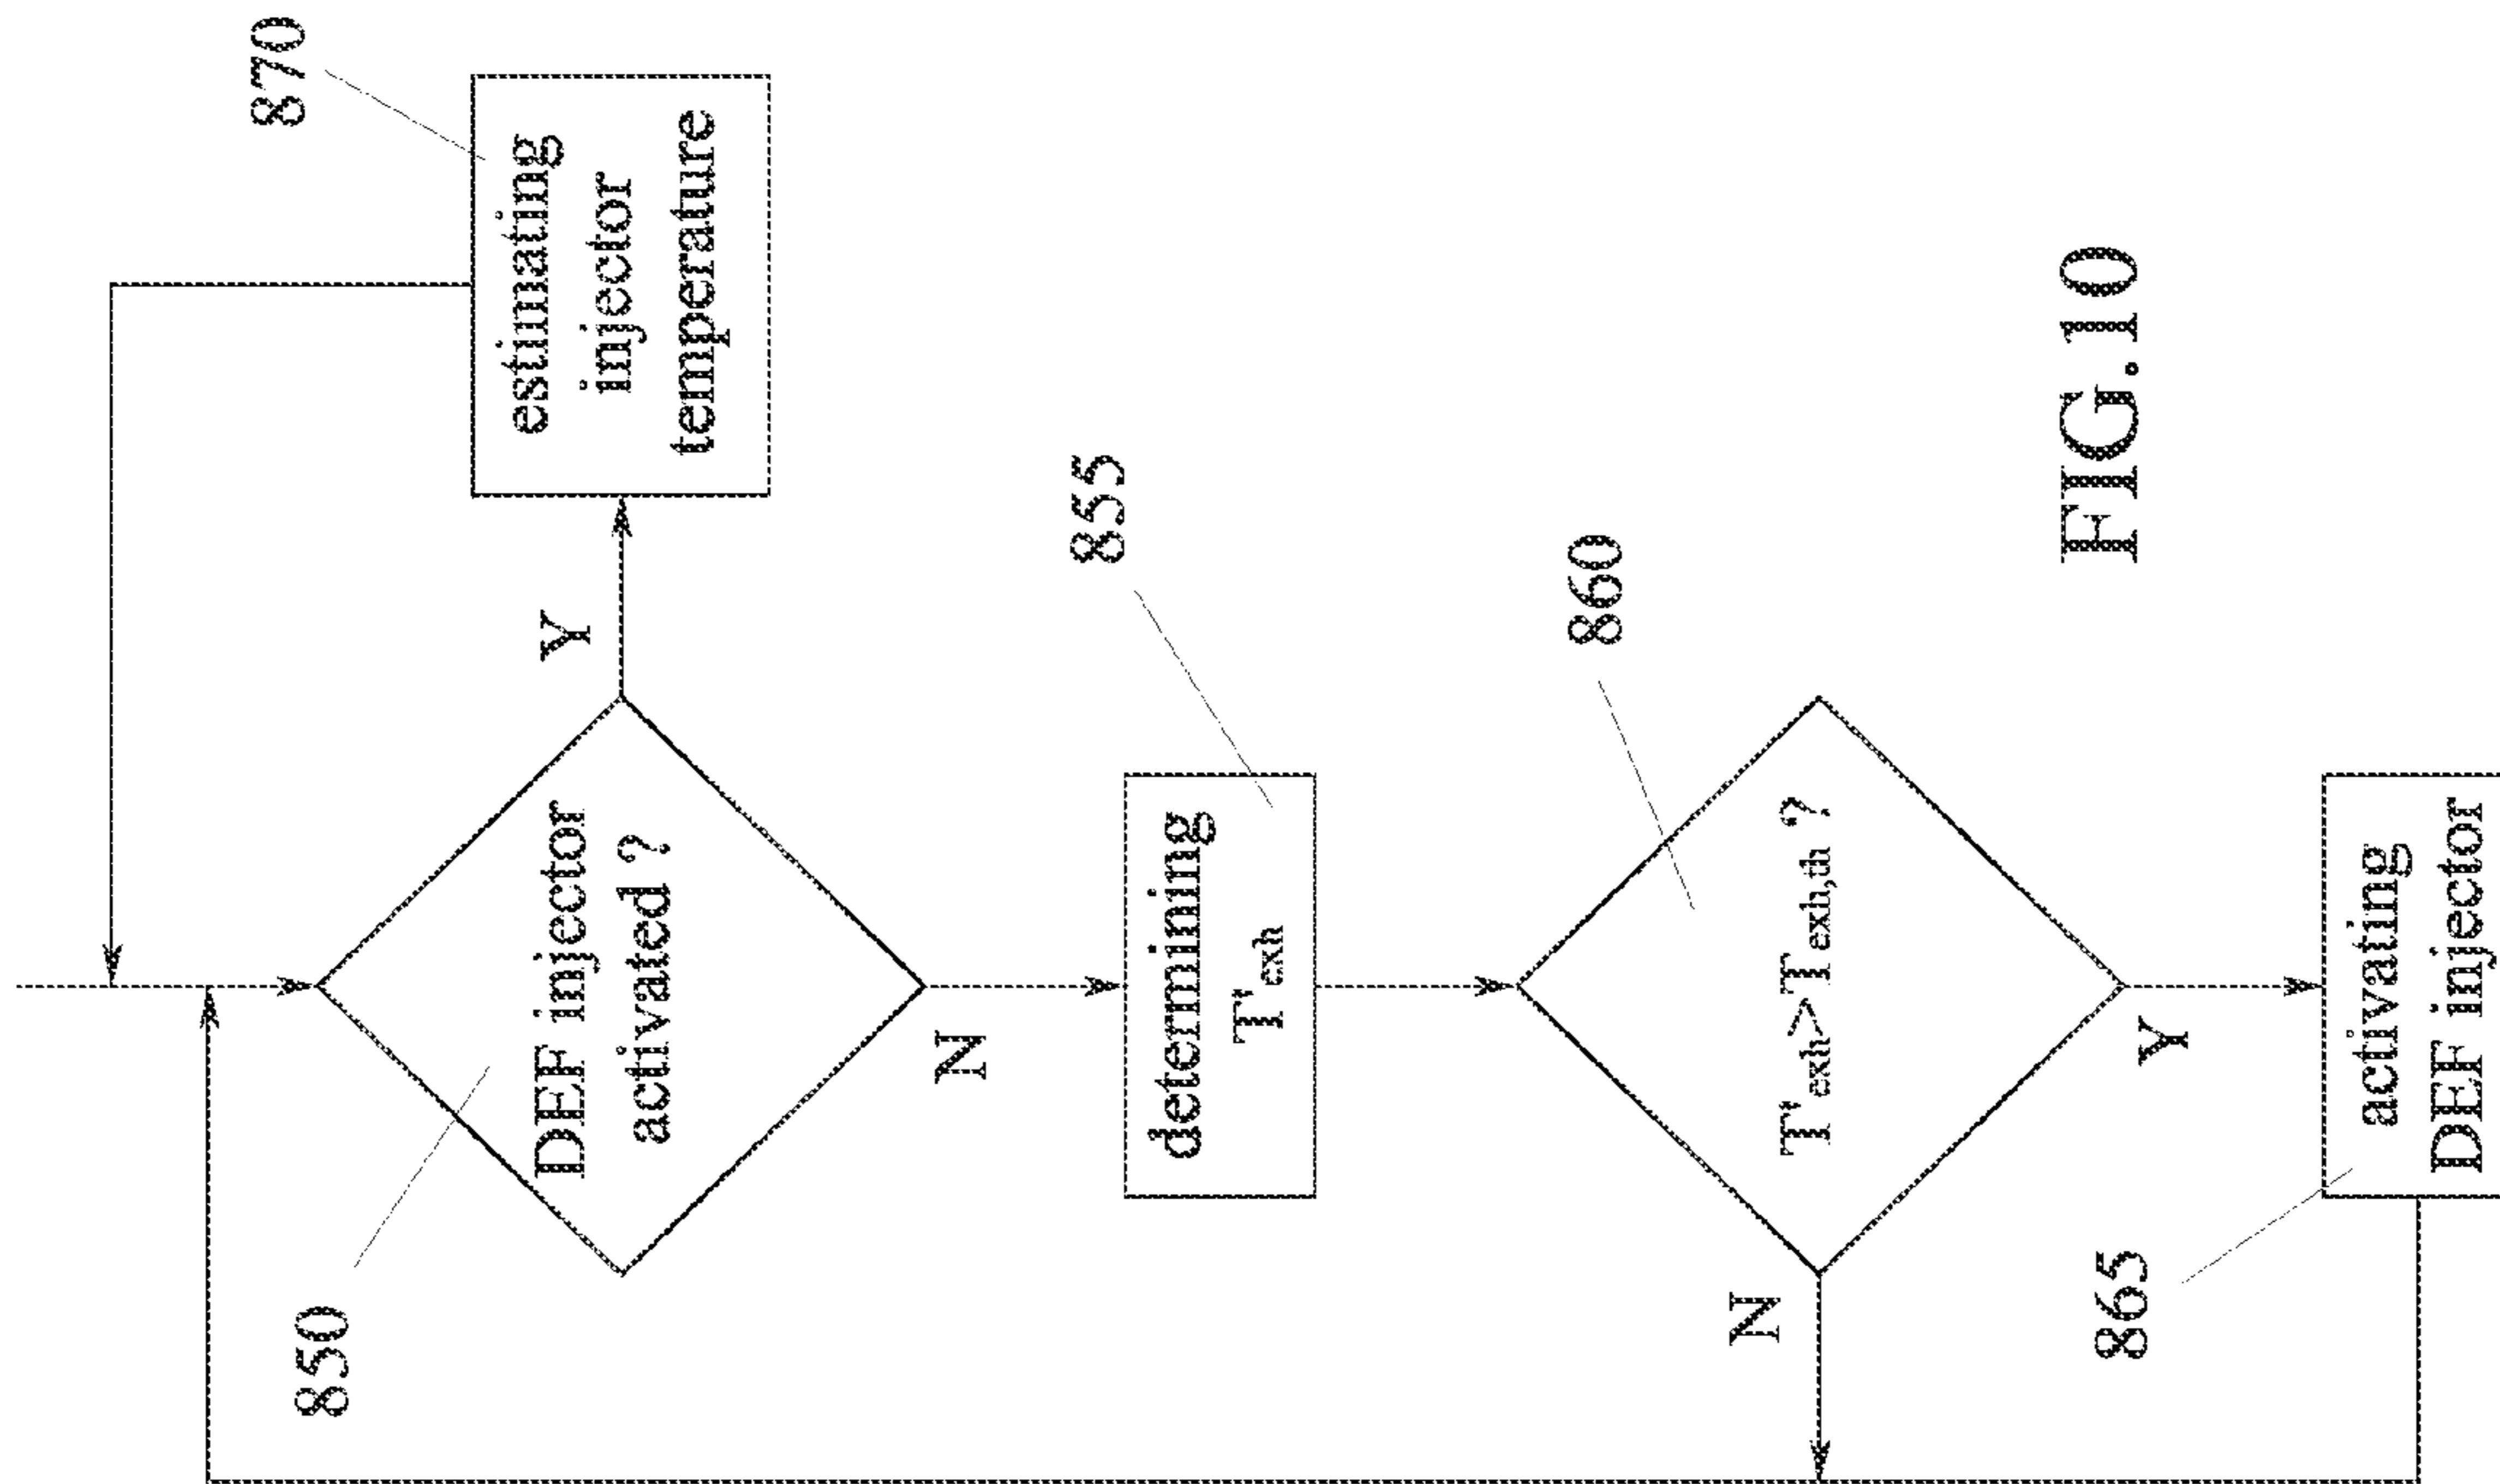 870
850
DEF injector
activated ?
Y
estimating
injector
temperature
N
855
determining
T'exh
860
T'exh>Texh,th ?
N
Y
865
activating
DEF injector
FIG.10